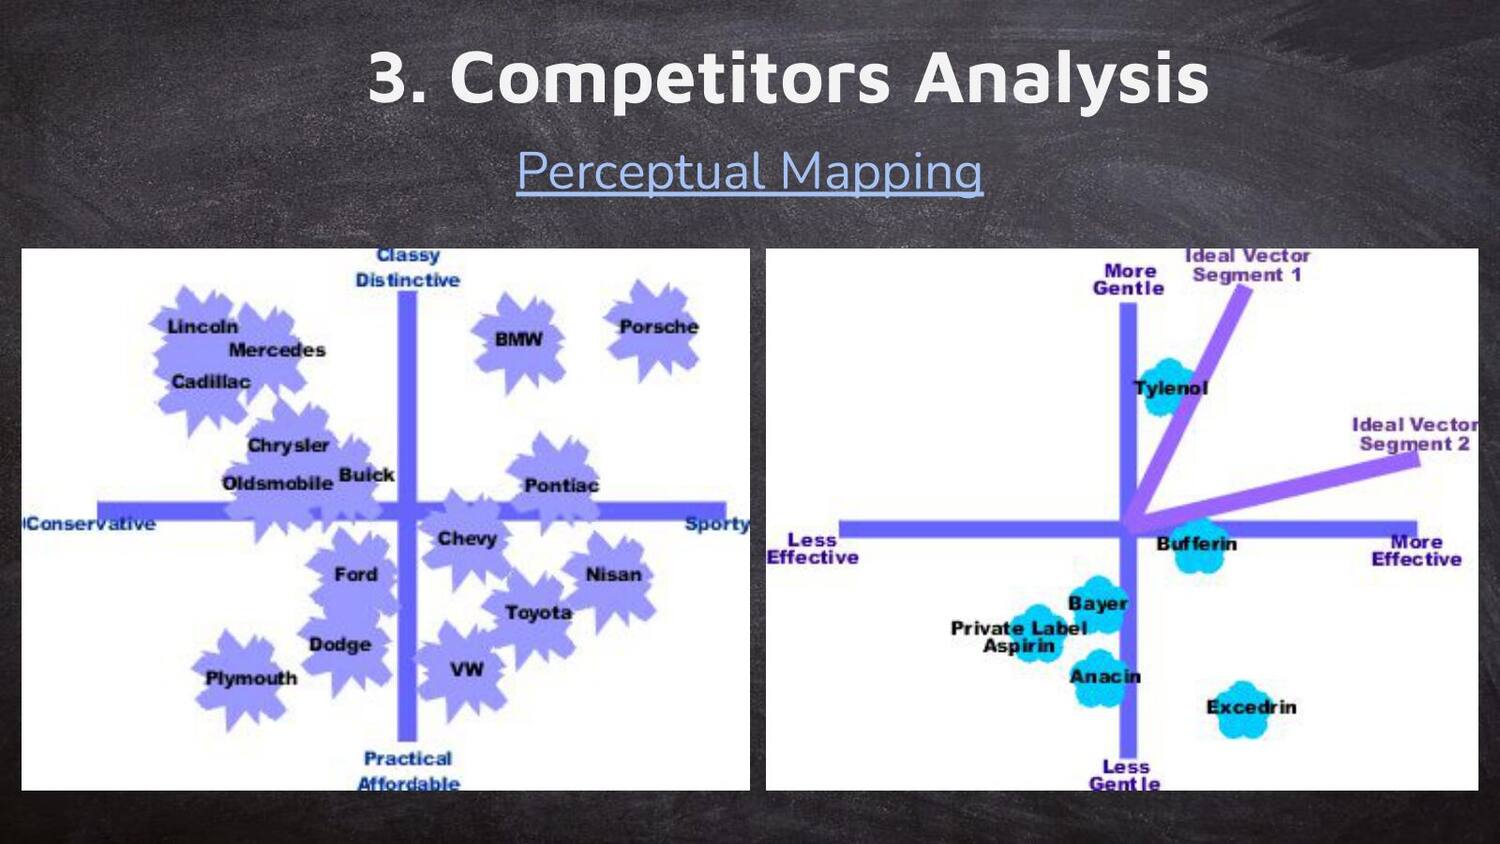 3. Competitors Analysis
Perceptual Mapping
Classy
Distinctive
Lincoln
Mercedes
Cadillac
BMW
Porsche
Chrysler
Oldsmobile
Buick
Pontiac
Conservative
Sporty
Chevy
Ford
Nisan
Toyota
Dodge
VW
Plymouth
Practical
Affordable
Ideal Vector
Segment 1
More
Gentle
Tylenol
Ideal Vector
Segment 2
Less
Effective
Bufferin
More
Effective
Bayer
Private Label
Aspirin
Anacin
Excedrin
Less
Gentle